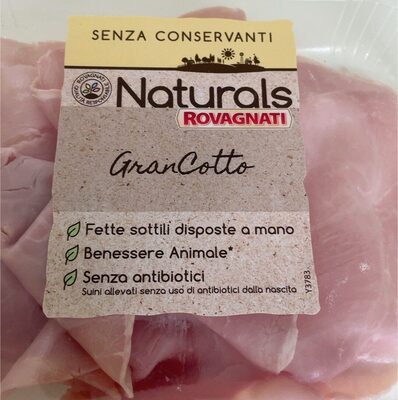 SENZA CONSERVANTI
Naturals
ROVAGNATI
GranCotto
Fette sottili disposte a mano
Benessere Animale*
Senza antibiotici
Suini allevati senza uso di antibiotici dalla nascita
Y3783